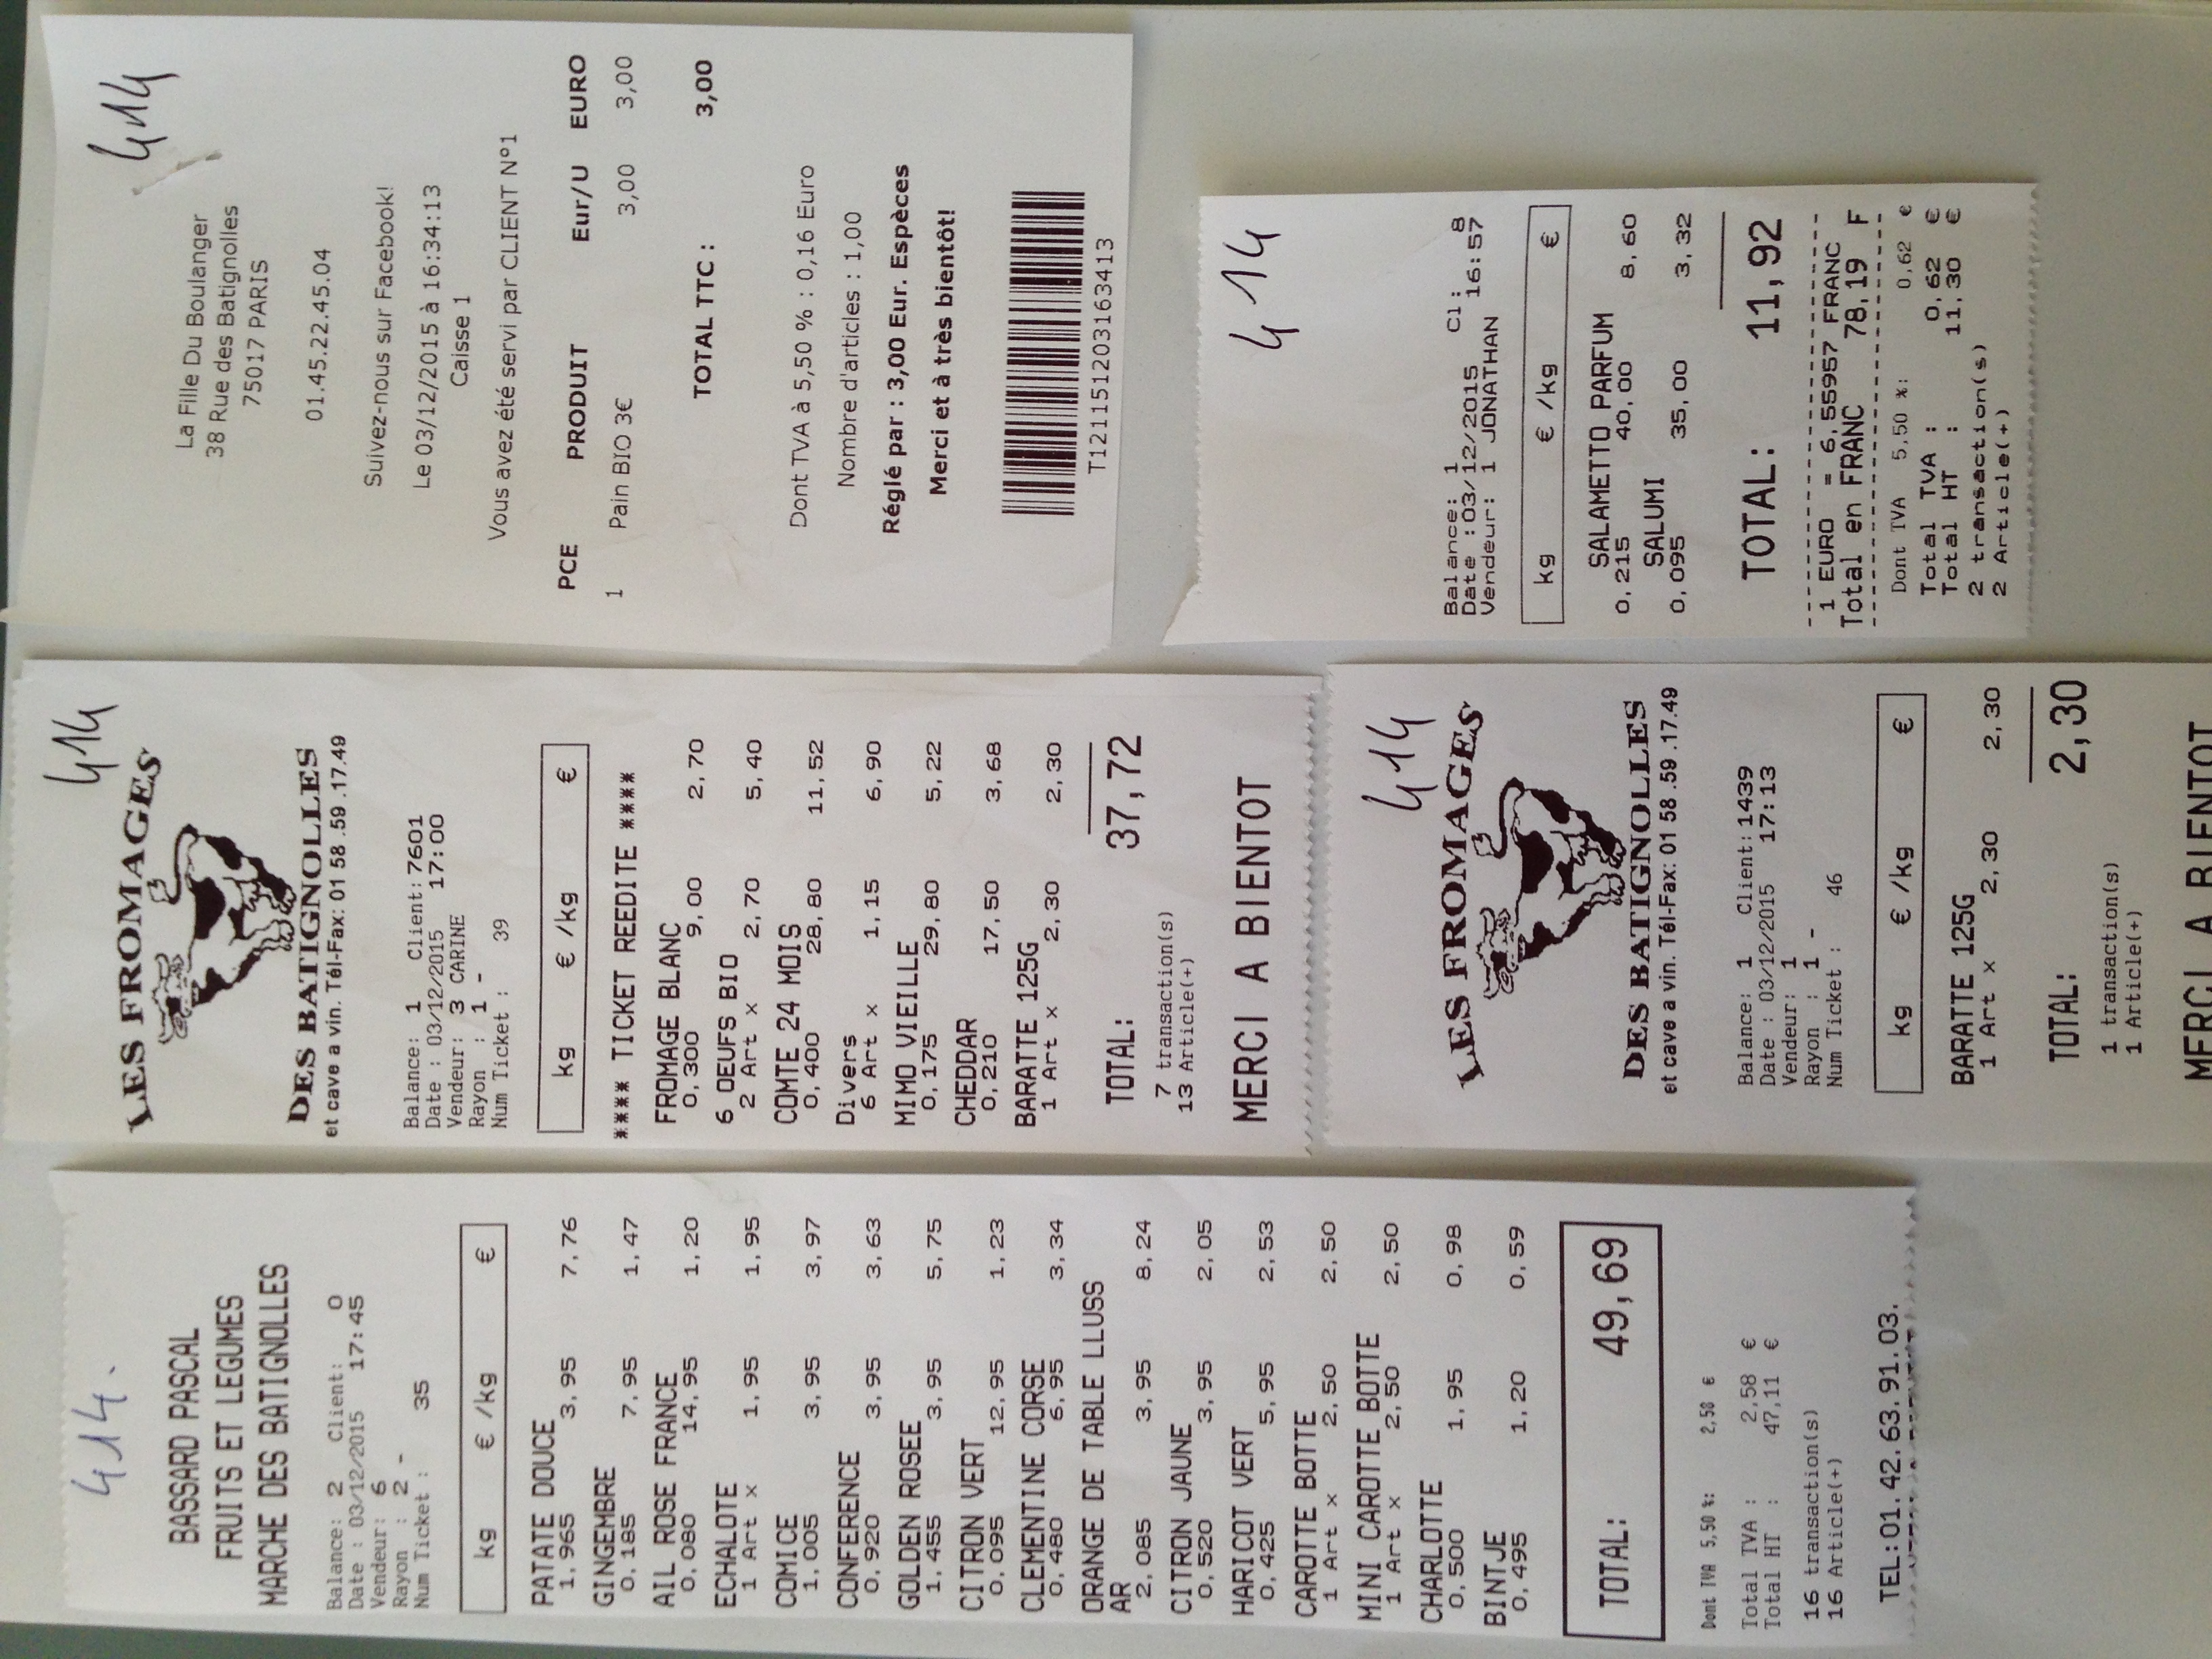 414.
BASSARD PASCAL
FRUITS ET LEGUMES
MARCHE DES BATIGNOLLES
Balance: 2 Client: 0
Date : 03/12/2015 17:45
Vendeur: 6
Rayon : 2 -
Num Ticket : 35
kg € /kg €
PATATE DOUCE
1,965 3,95 7,76
GINGEMBRE
0,185 7,95 1,47
AIL ROSE FRANCE
0,080 14,95 1,20
ECHALOTE
1 Art x 1,95 1,95
COMICE
1,005 3,95 3,97
CONFERENCE
0,920 3,95 3,63
GOLDEN ROSEE
1,455 3,95 5,75
CITRON VERT
0,095 12,95 1,23
CLEMENTINE CORSE
0,480 6,95 3,34
ORANGE DE TABLE LLUSS
AR
2,085 3,95 8,24
CITRON JAUNE
0,520 3,95 2,05
HARICOT VERT
0,425 5,95 2,53
CAROTTE BOTTE
1 Art x 2,50 2,50
MINI CAROTTE BOTTE
1 Art x 2,50 2,50
CHARLOTTE
0,500 1,95 0,98
BINTJE
0,495 1,20 0,59
TOTAL: 49,69
Dont TVA 5,50 %: 2,58 €
Total TVA : 2,58 €
Total HT : 47,11 €
16 transaction(s)
16 Article(+)
TEL:01.42.63.91.03.
414
LES FROMAGES
DES BATIGNOLLES
et cave a vin. Tél-Fax: 01 58 .59 .17.49
Balance: 1 Client: 7601
Date : 03/12/2015 17:00
Vendeur: 3 CARINE
Rayon : 1 -
Num Ticket : 39
kg € /kg €
**** TICKET REEDITE ****
FROMAGE BLANC
0,300 9,00 2,70
6 OEUFS BIO
2 Art x 2,70 5,40
COMTE 24 MOIS
0,400 28,80 11,52
Divers
6 Art x 1,15 6,90
MIMO VIEILLE
0,175 29,80 5,22
CHEDDAR
0,210 17,50 3,68
BARATTE 125G
1 Art x 2,30 2,30
TOTAL: 37,72
7 transaction(s)
13 Article(+)
MERCI A BIENTOT
414
LES FROMAGES
DES BATIGNOLLES
et cave a vin. Tél-Fax: 01 58 .59 .17.49
Balance: 1 Client: 1439
Date : 03/12/2015 17:13
Vendeur: 1
Rayon : 1 -
Num Ticket : 46
kg € /kg €
BARATTE 125G
1 Art x 2,30 2,30
TOTAL: 2,30
1 transaction(s)
1 Article(+)
MERCI A BIENTOT
414
La Fille Du Boulanger
38 Rue des Batignolles
75017 PARIS
01.45.22.45.04
Suivez-nous sur Facebook!
Le 03/12/2015 à 16:34:13
Caisse 1
Vous avez été servi par CLIENT N°1
PCE PRODUIT Eur/U EURO
1 Pain BIO 3€ 3,00 3,00
TOTAL TTC : 3,00
Dont TVA à 5,50 % : 0,16 Euro
Nombre d'articles : 1,00
Réglé par : 3,00 Eur. Espèces
Merci et à très bientôt!
T121151203163413
414
Balance: 1 Cl: 8
Date :03/12/2015 16:57
Vendeur: 1 JONATHAN
kg € /kg €
SALAMETTO PARFUM
0,215 40,00 8,60
SALUMI
0,095 35,00 3,32
TOTAL: 11,92
1 EURO = 6,55957 FRANC
Total en FRANC 78,19 F
Dont TVA 5,50 %: 0,62 €
Total TVA : 0,62 €
Total HT : 11,30 €
2 transaction(s)
2 Article(+)